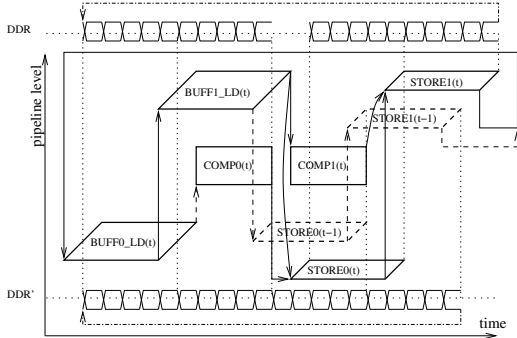 DDR
pipeline level
BUFF1_LD(t)
STORE1(t)
STORE1(t−1)
COMP0(t)
COMP1(t)
BUFF0_LD(t)
STORE0(t−1)
STORE0(t)
DDR'
time